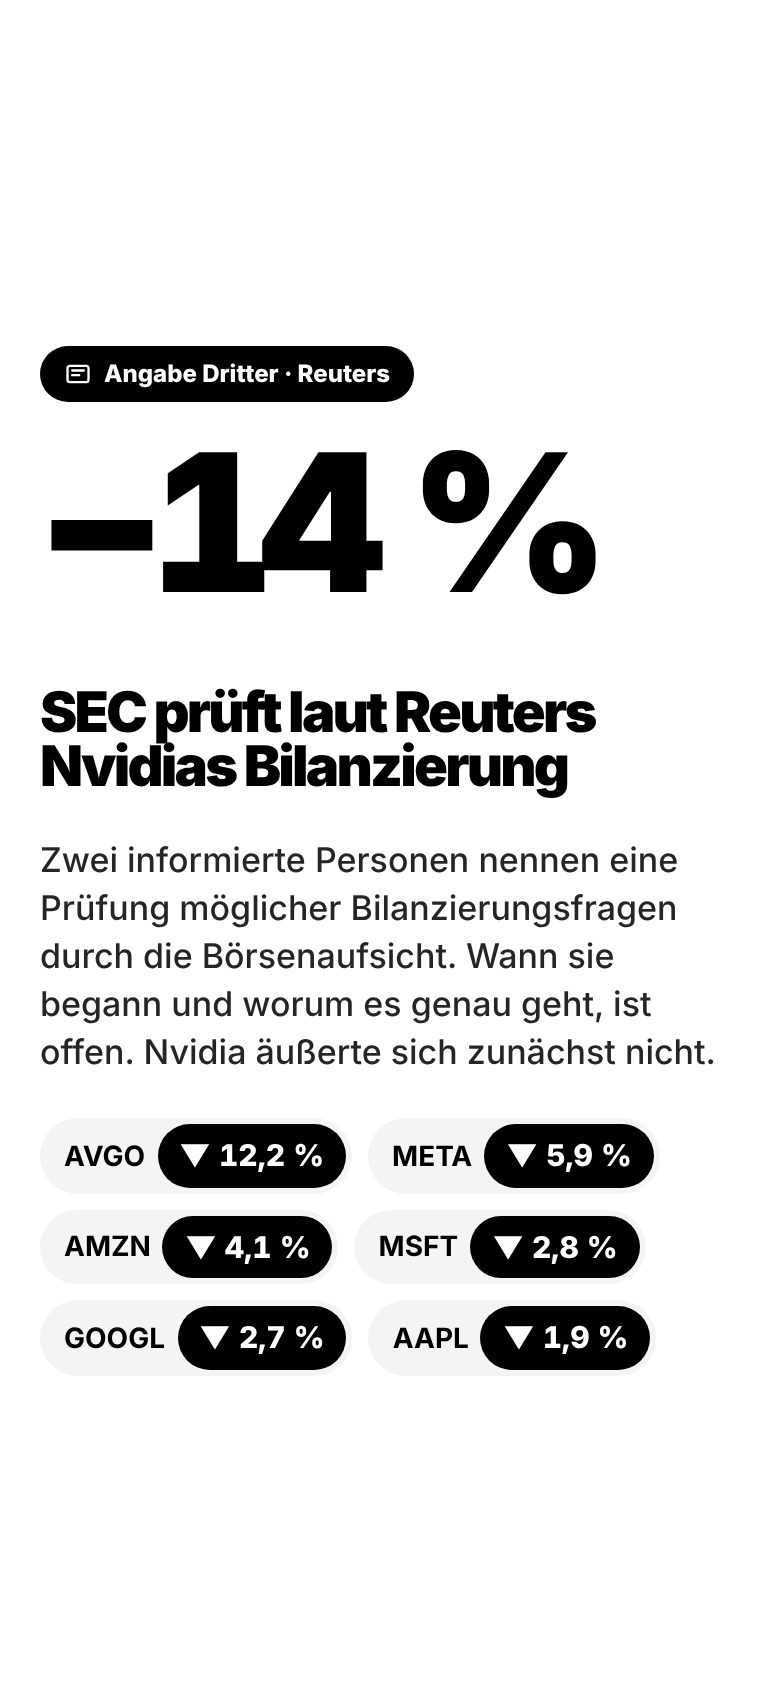 Angabe Dritter · Reuters
−14 %
SEC prüft laut Reuters
Nvidias Bilanzierung
Zwei informierte Personen nennen eine
Prüfung möglicher Bilanzierungsfragen
durch die Börsenaufsicht. Wann sie
begann und worum es genau geht, ist
offen. Nvidia äußerte sich zunächst nicht.
AVGO ▼ 12,2 % META ▼ 5,9 %
AMZN ▼ 4,1 % MSFT ▼ 2,8 %
GOOGL ▼ 2,7 % AAPL ▼ 1,9 %